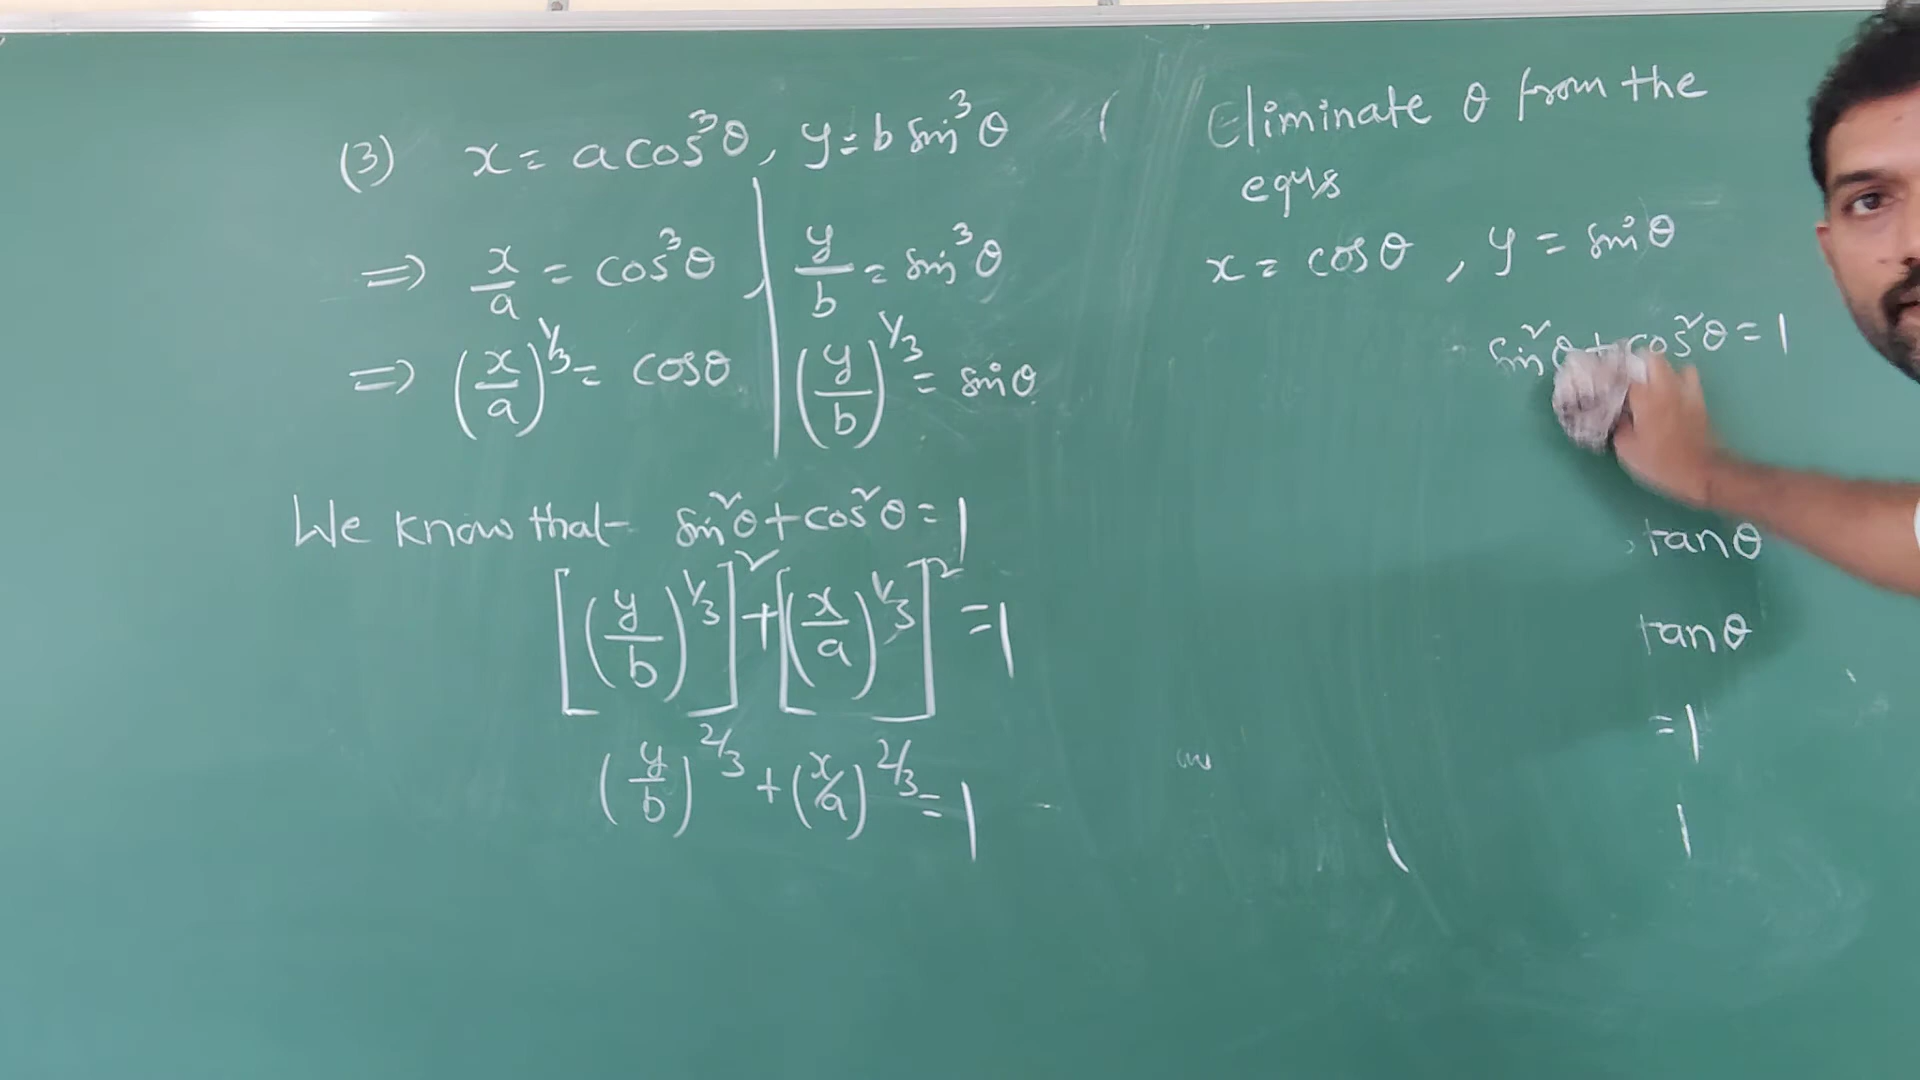 (3) x = a cos³θ, y = b sin³θ
⇒ x/a = cos³θ, y/b = sin³θ
⇒ (x/a)^1/3 = cosθ (y/b)^1/3 = sinθ
We know that sin²θ + cos²θ = 1
[(y/b)^1/3]² + [(x/a)^1/3]² = 1
(y/b)^2/3 + (x/a)^2/3 = 1
Eliminate θ from the
eqns
x = cosθ, y = sinθ
sin²θ + cos²θ = 1
tanθ
tanθ
= 1
1